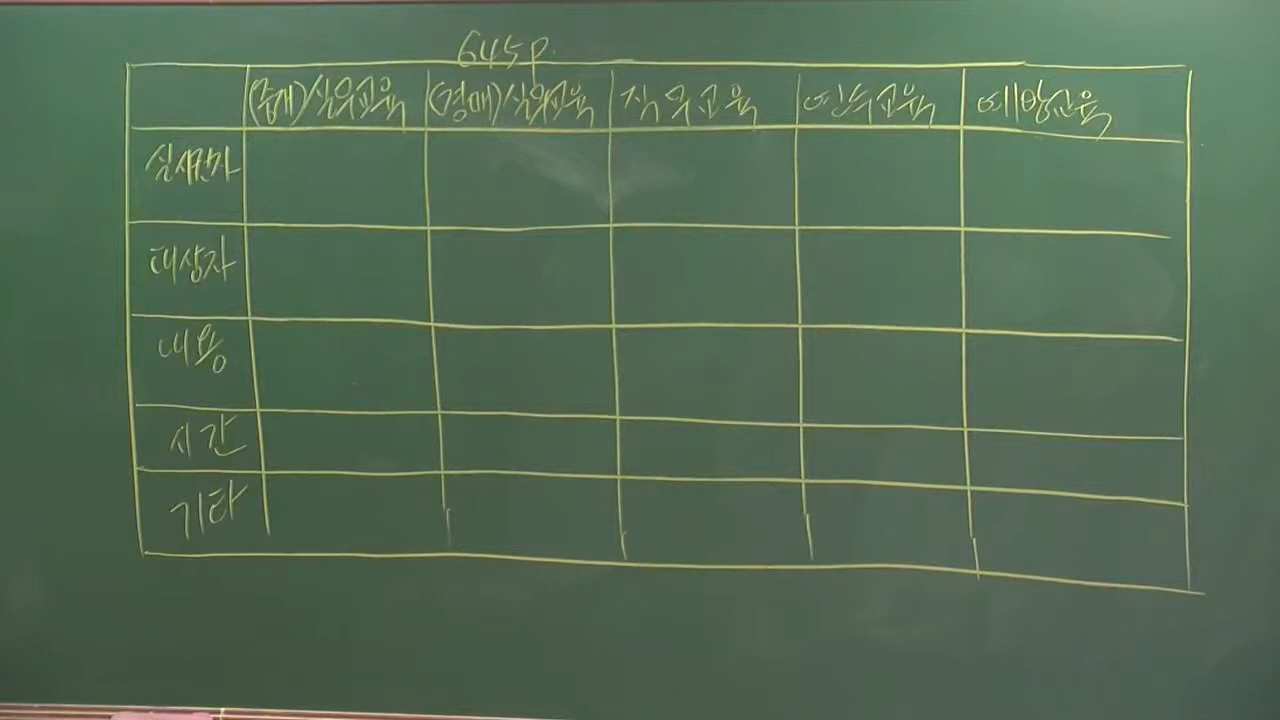 645p.
(중개)실무교육 (경매)실무교육 직무교육 연수교육 예방교육
실시권자
대상자
내용
시간
기타